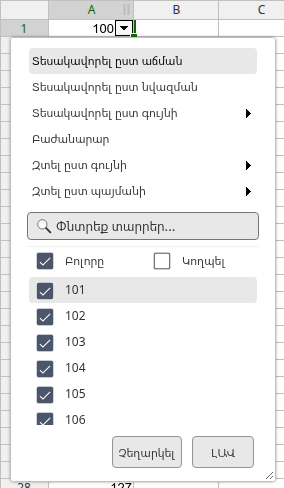 A B C
1 100
Տեսակավորել ըստ աճման
Տեսակավորել ըստ նվազման
Տեսակավորել ըստ գույնի
Բաժանարար
Զտել ըստ գույնի
Զտել ըստ պայմանի
Փնտրեք տարրեր...
Բոլորը Կողպել
101
102
103
104
105
106
Չեղարկել ԼԱՎ
28 127